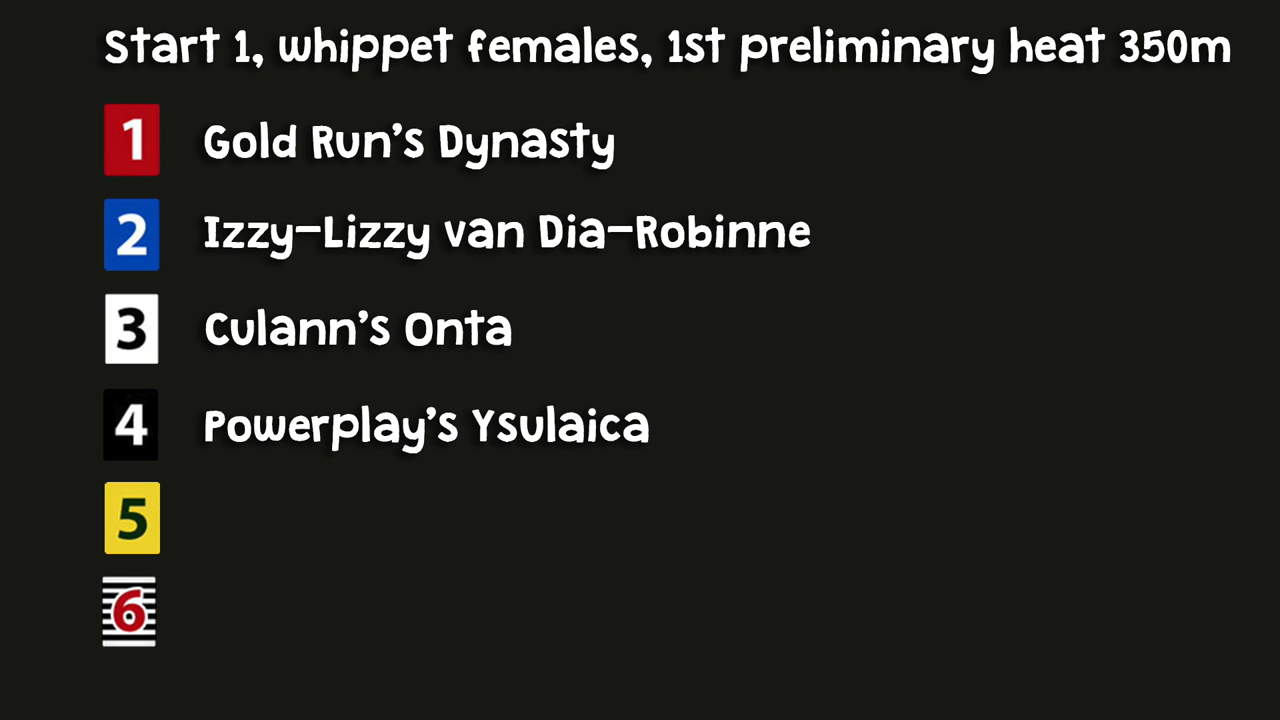 Start 1, whippet females, 1st preliminary heat 350m
1 Gold Run's Dynasty
2 Izzy-Lizzy van Dia-Robinne
3 Culann's Onta
4 Powerplay's Ysulaica
5
6